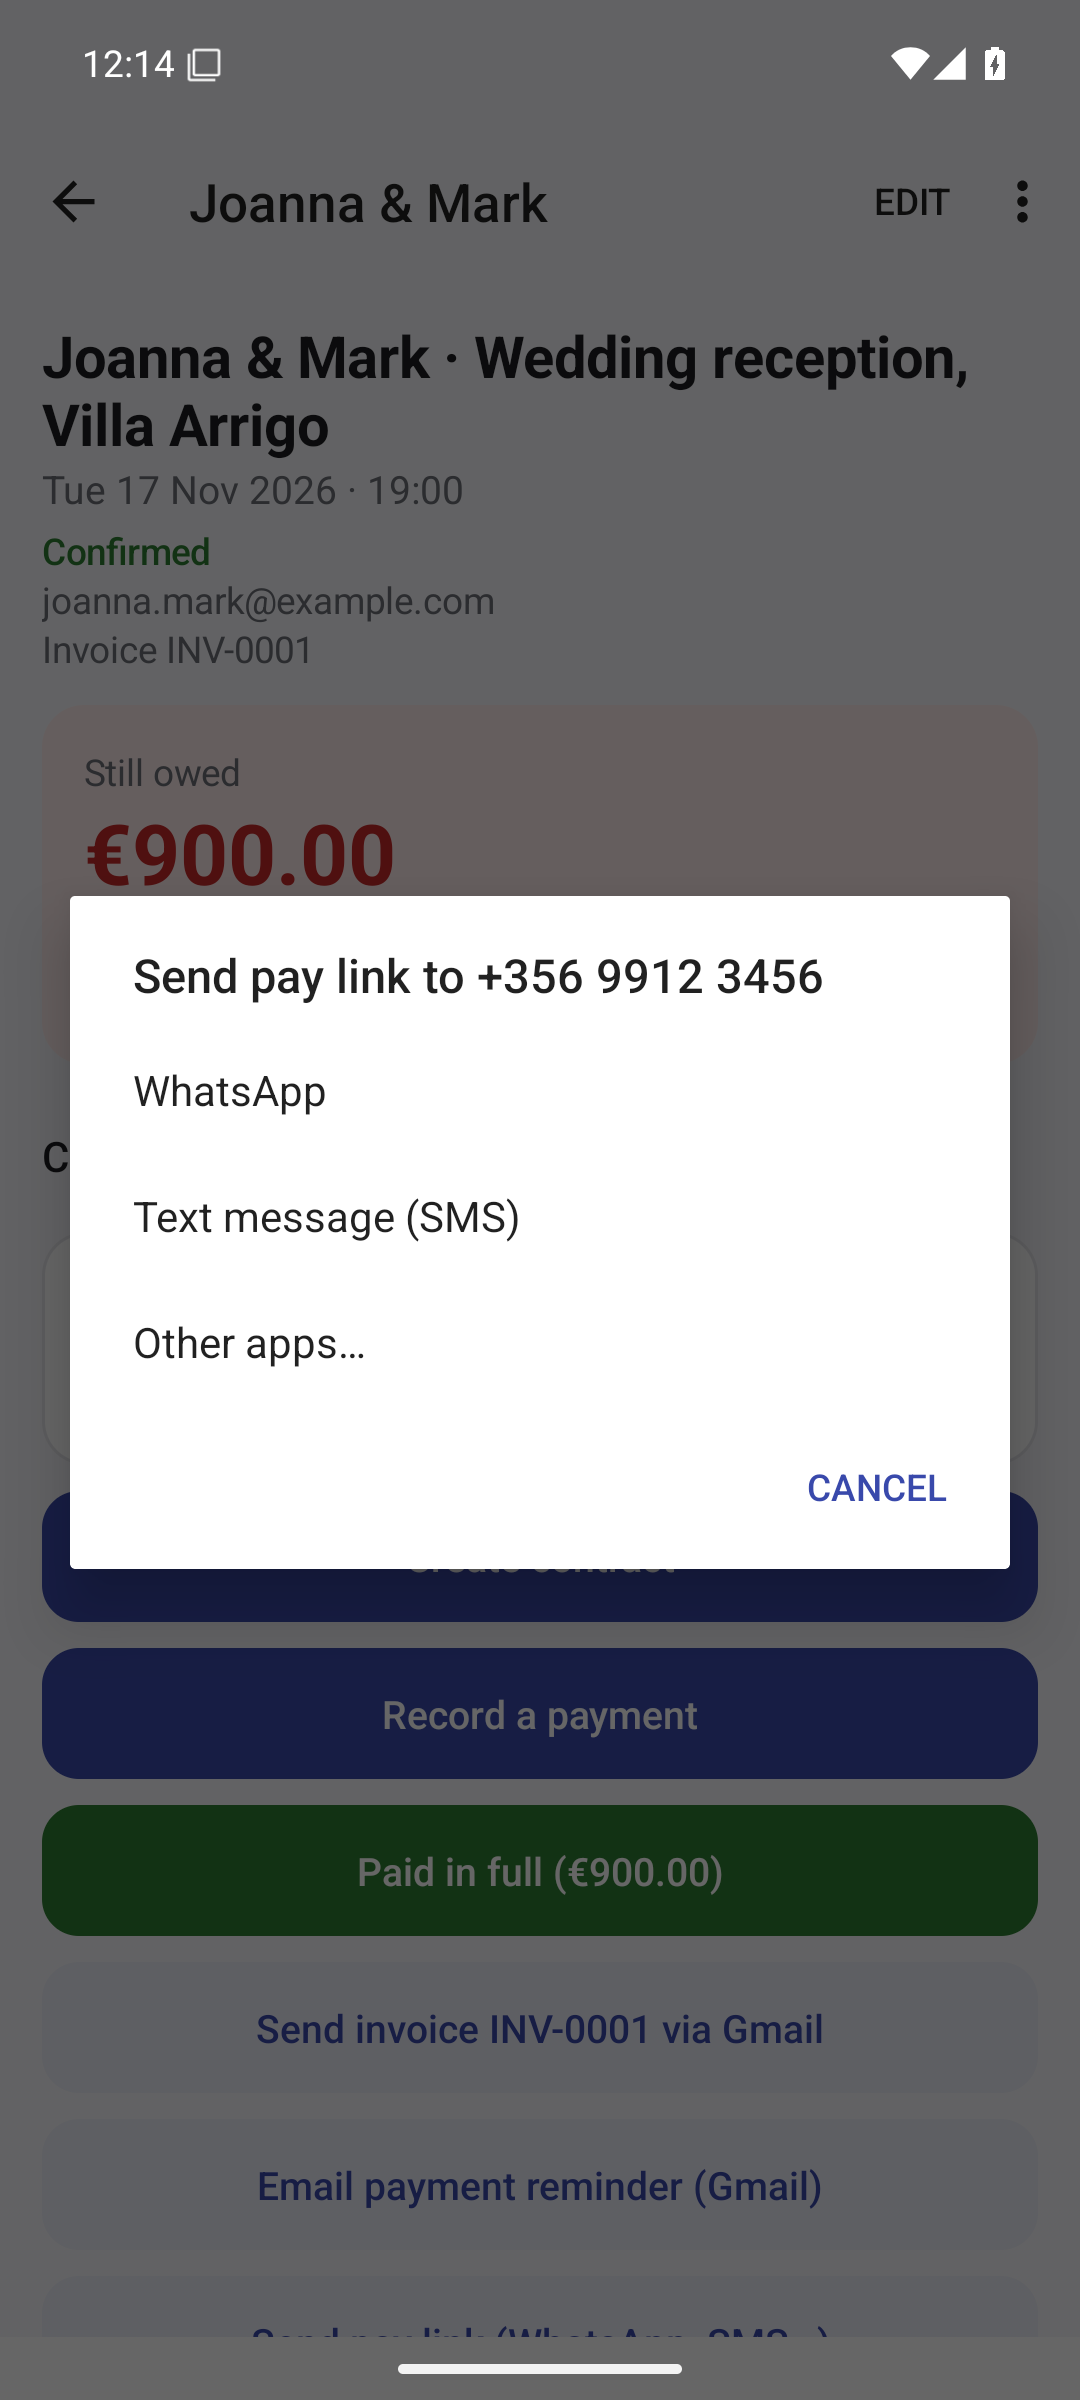 12:14
Joanna & Mark
EDIT
Joanna & Mark · Wedding reception,
Villa Arrigo
Tue 17 Nov 2026 · 19:00
Confirmed
joanna.mark@example.com
Invoice INV-0001
Still owed
€900.00
Send pay link to +356 9912 3456
WhatsApp
Text message (SMS)
Other apps…
CANCEL
Record a payment
Paid in full (€900.00)
Send invoice INV-0001 via Gmail
Email payment reminder (Gmail)